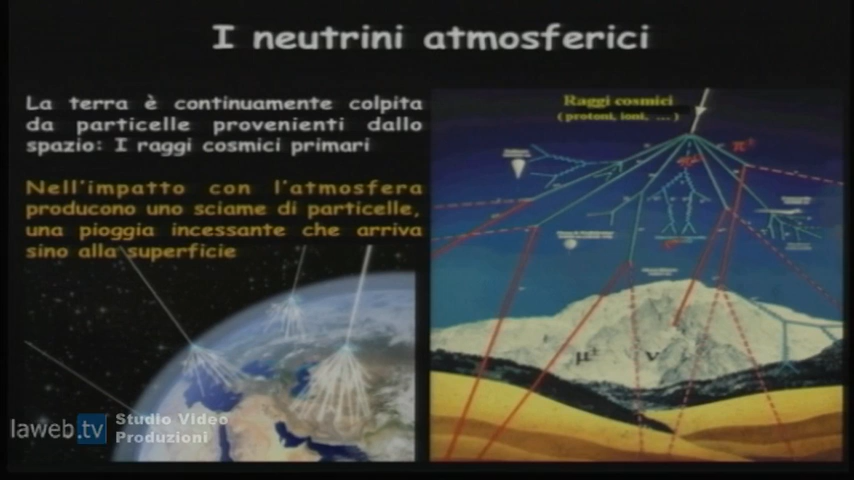 I neutrini atmosferici
La terra è continuamente colpita
da particelle provenienti dallo
spazio: I raggi cosmici primari
Nell'impatto con l'atmosfera
producono uno sciame di particelle,
una pioggia incessante che arriva
sino alla superficie
Raggi cosmici
( protoni, ioni, ... )
π°
μ±
ν
laweb.tv
Studio Video
Produzioni